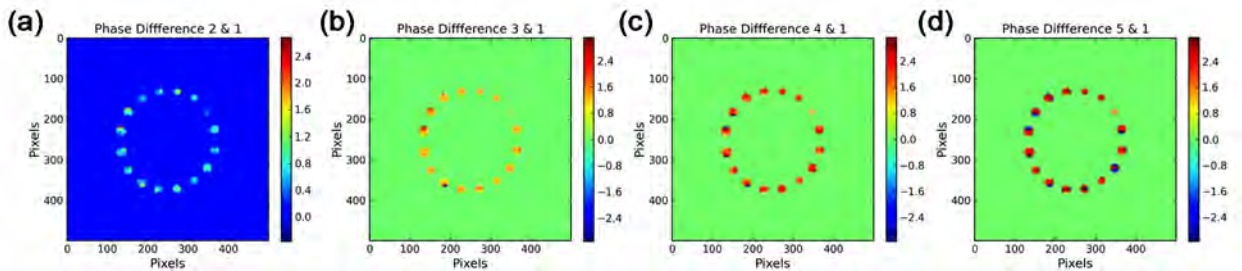 (a)
Phase Diffference 2 & 1
0
100
200
300
400
Pixels
0 100 200 300 400
Pixels
2.4
2.0
1.6
1.2
0.8
0.4
0.0
(b)
Phase Diffference 3 & 1
0
100
200
300
400
Pixels
0 100 200 300 400
Pixels
2.4
1.6
0.8
0.0
−0.8
−1.6
−2.4
(c)
Phase Diffference 4 & 1
0
100
200
300
400
Pixels
0 100 200 300 400
Pixels
2.4
1.6
0.8
0.0
−0.8
−1.6
−2.4
(d)
Phase Diffference 5 & 1
0
100
200
300
400
Pixels
0 100 200 300 400
Pixels
2.4
1.6
0.8
0.0
−0.8
−1.6
−2.4